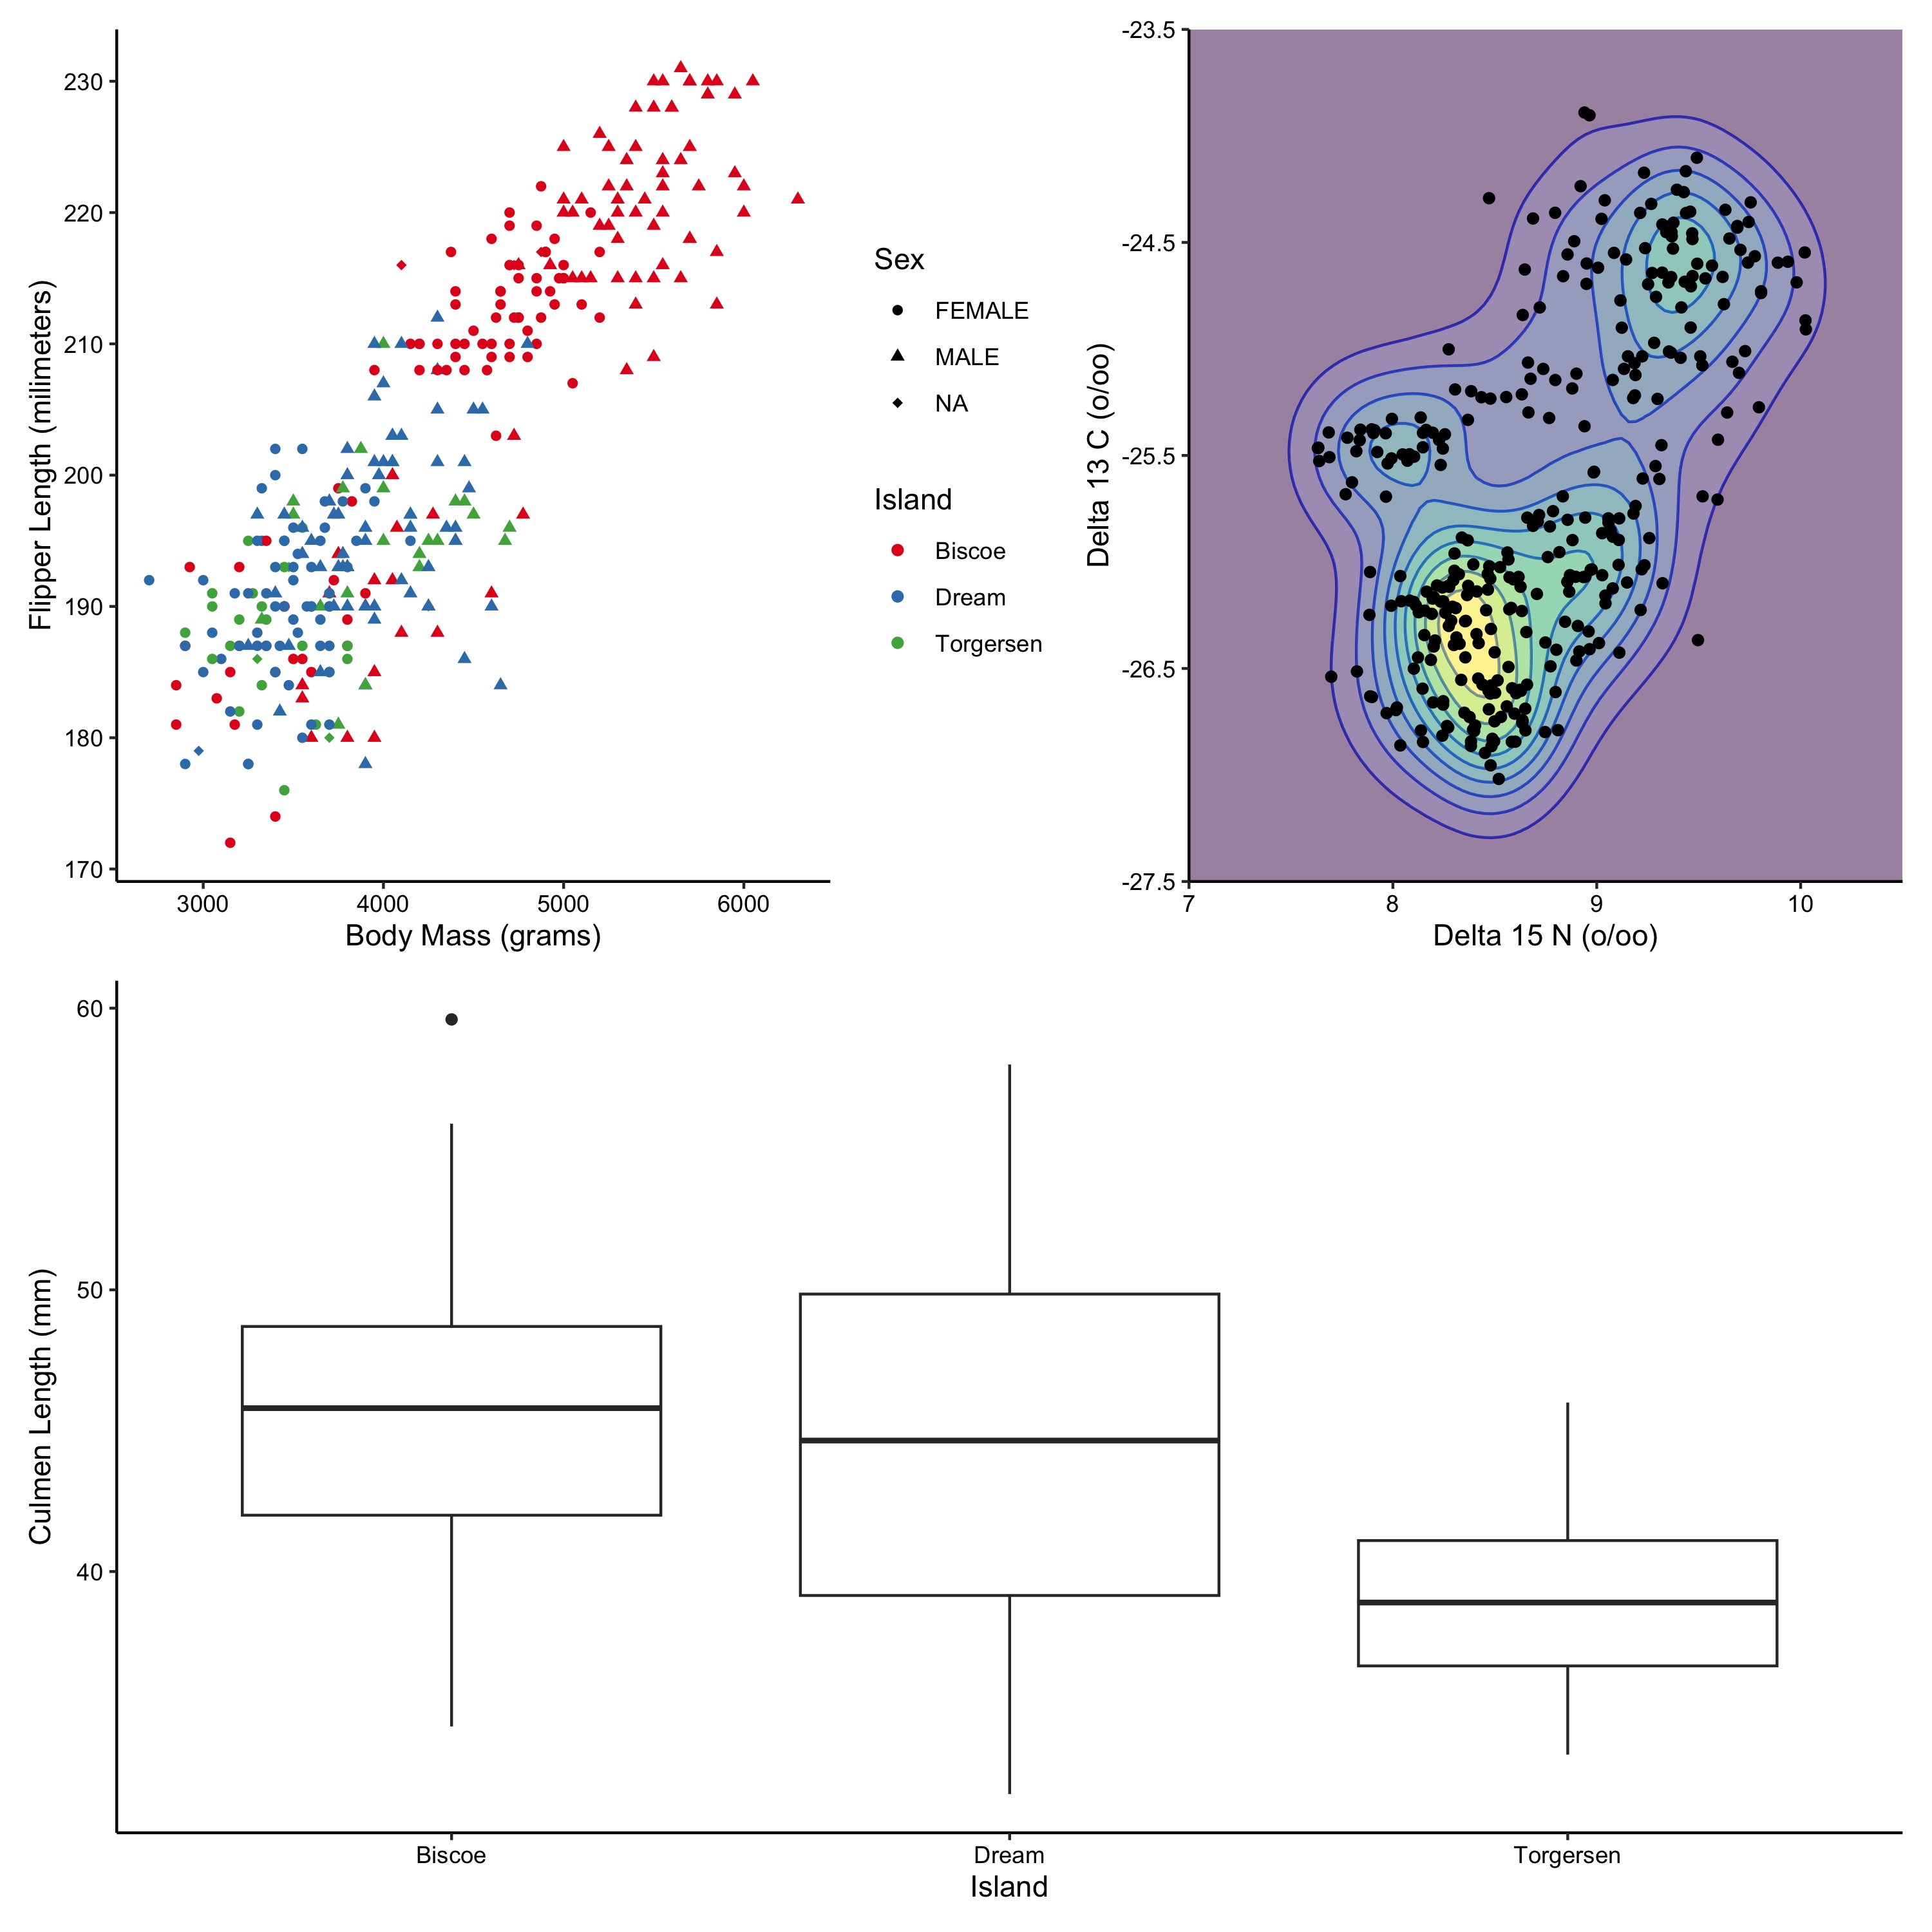 Flipper Length (milimeters)
230
220
210
200
190
180
170
3000 4000 5000 6000
Body Mass (grams)
Sex
FEMALE
MALE
NA
Island
Biscoe
Dream
Torgersen
Delta 13 C (o/oo)
-23.5
-24.5
-25.5
-26.5
-27.5
7 8 9 10
Delta 15 N (o/oo)
Culmen Length (mm)
60
50
40
Biscoe Dream Torgersen
Island